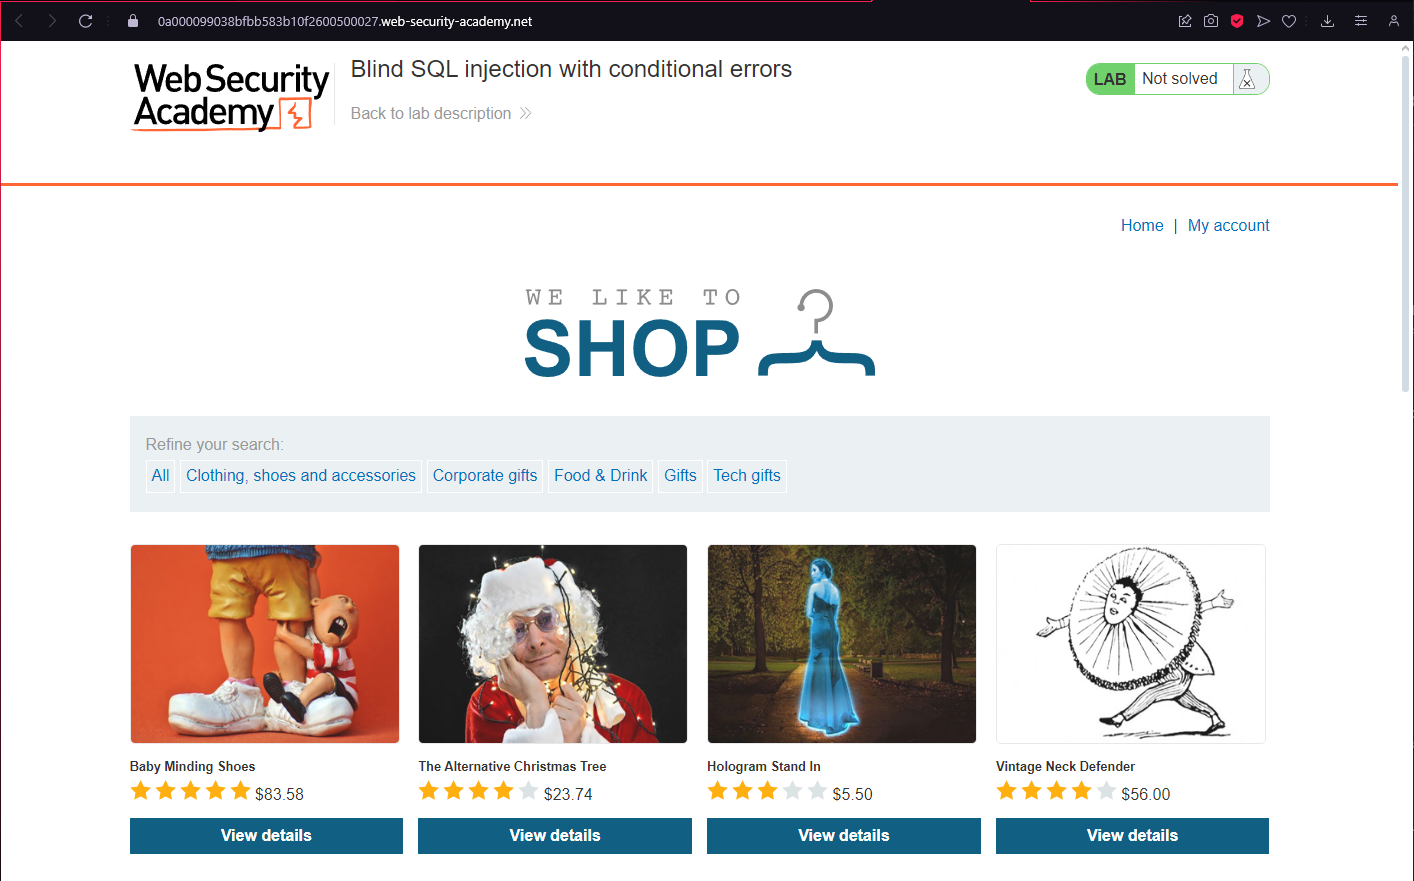 0a000099038bfbb583b10f2600500027.web-security-academy.net
WebSecurity
Academy
Blind SQL injection with conditional errors
Back to lab description
LAB Not solved
Home | My account
WE LIKE TO
SHOP
Refine your search:
All Clothing, shoes and accessories Corporate gifts Food & Drink Gifts Tech gifts
Baby Minding Shoes The Alternative Christmas Tree Hologram Stand In Vintage Neck Defender
$83.58 $23.74 $5.50 $56.00
View details View details View details View details